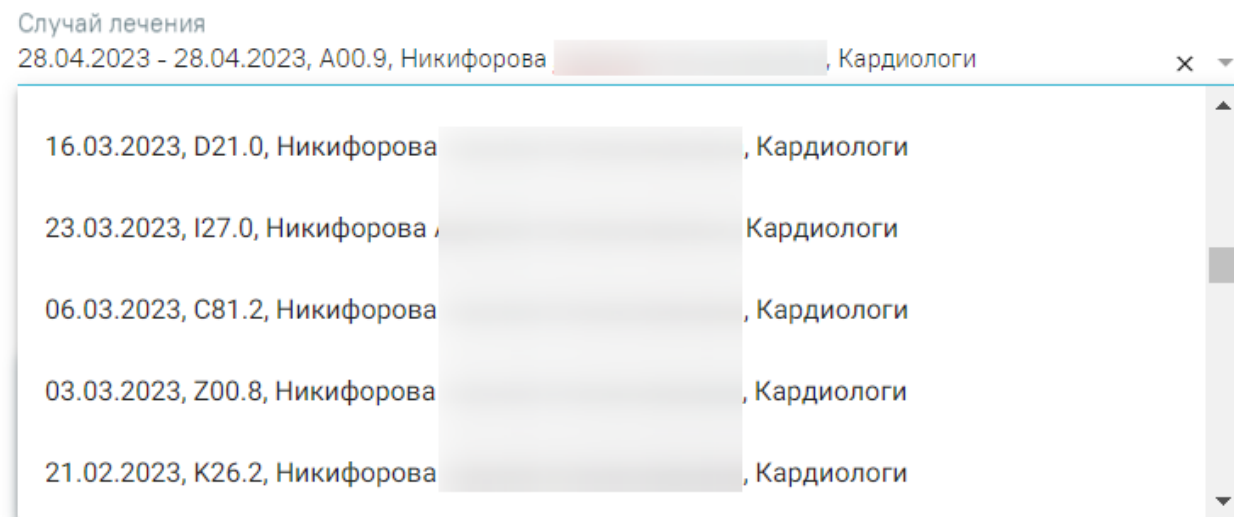 Случай лечения
28.04.2023 - 28.04.2023, A00.9, Никифорова , Кардиологи
16.03.2023, D21.0, Никифорова , Кардиологи
23.03.2023, I27.0, Никифорова Кардиологи
06.03.2023, C81.2, Никифорова , Кардиологи
03.03.2023, Z00.8, Никифорова , Кардиологи
21.02.2023, K26.2, Никифорова , Кардиологи